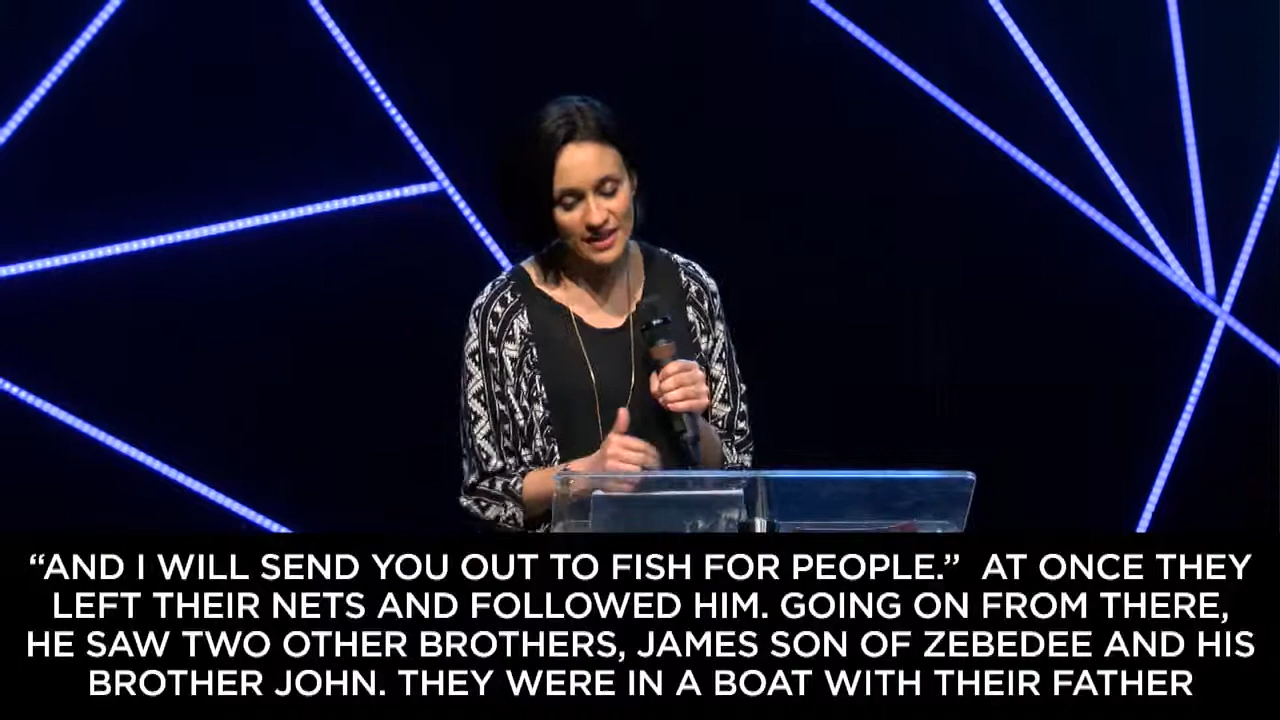 “AND I WILL SEND YOU OUT TO FISH FOR PEOPLE.”  AT ONCE THEY
LEFT THEIR NETS AND FOLLOWED HIM. GOING ON FROM THERE,
HE SAW TWO OTHER BROTHERS, JAMES SON OF ZEBEDEE AND HIS
BROTHER JOHN. THEY WERE IN A BOAT WITH THEIR FATHER